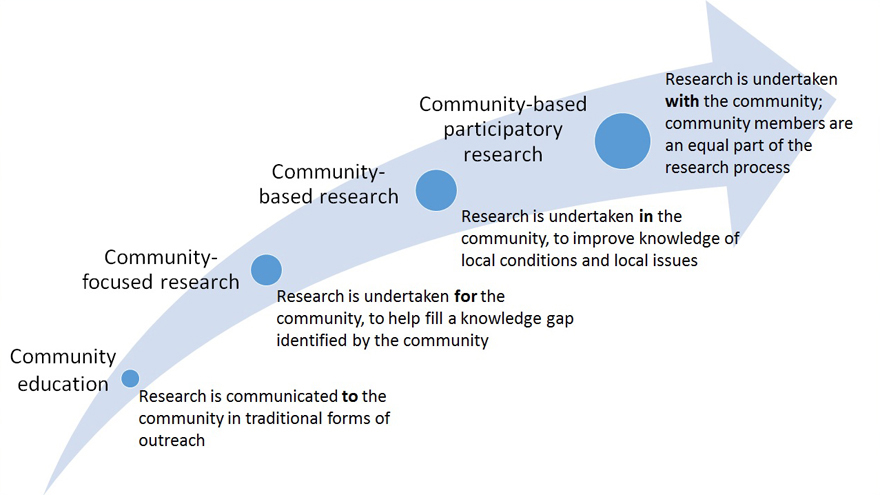 Community-based
participatory
research
Research is undertaken
with the community;
community members are
an equal part of the
research process
Community-
based research
Research is undertaken in the
community, to improve knowledge of
local conditions and local issues
Community-
focused research
Research is undertaken for the
community, to help fill a knowledge gap
identified by the community
Community
education
Research is communicated to the
community in traditional forms of
outreach